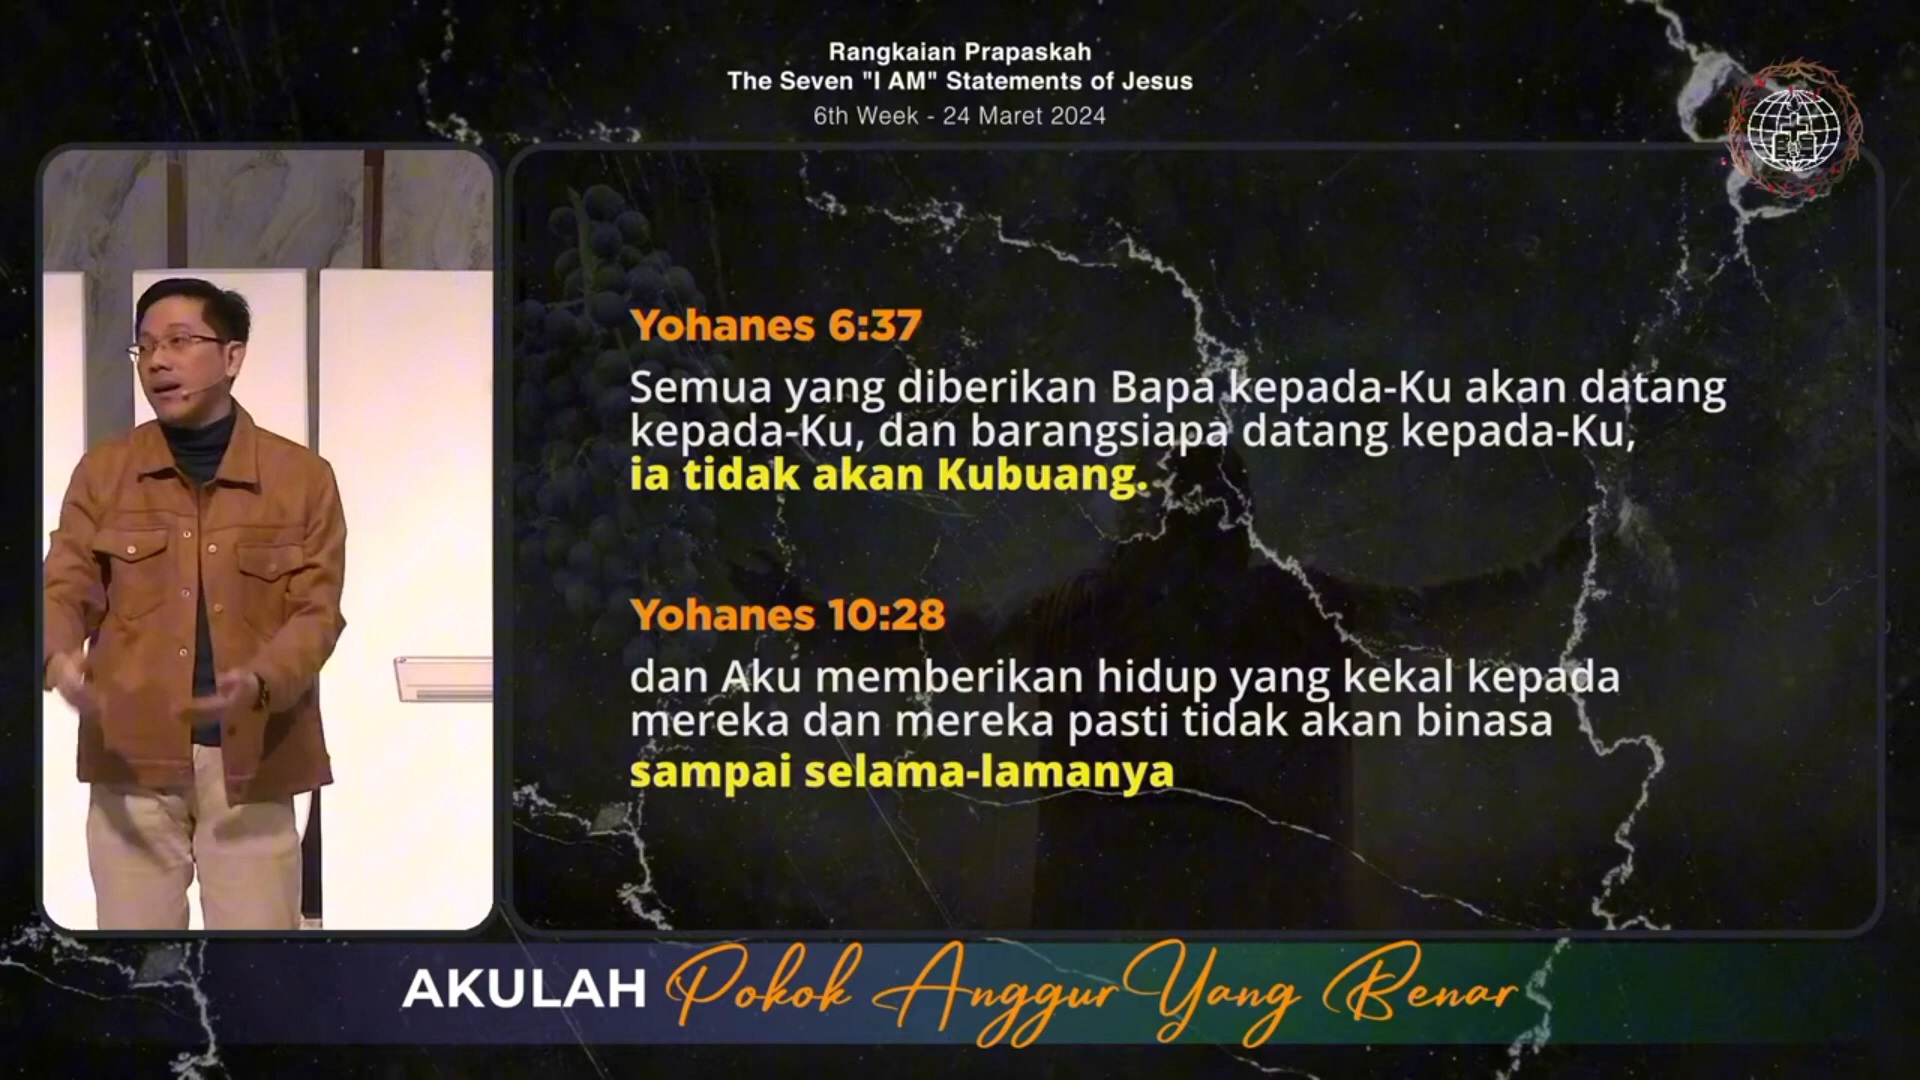 Rangkaian Prapaskah
The Seven "I AM" Statements of Jesus
6th Week - 24 Maret 2024
Yohanes 6:37
Semua yang diberikan Bapa kepada-Ku akan datang
kepada-Ku, dan barangsiapa datang kepada-Ku,
ia tidak akan Kubuang.
Yohanes 10:28
dan Aku memberikan hidup yang kekal kepada
mereka dan mereka pasti tidak akan binasa
sampai selama-lamanya
AKULAH Pokok Anggur Yang Benar